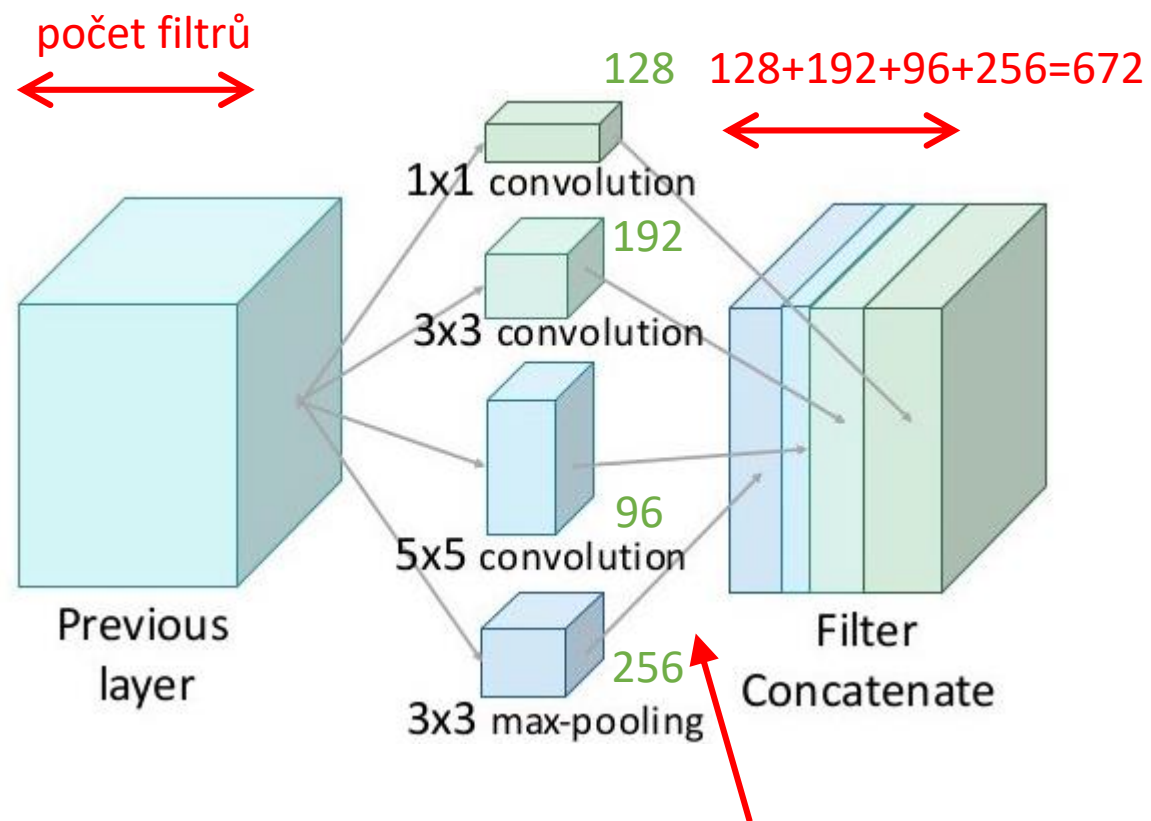 počet filtrů
128
128+192+96+256=672
1x1 convolution
192
3x3 convolution
96
5x5 convolution
256
3x3 max-pooling
Previous
layer
Filter
Concatenate